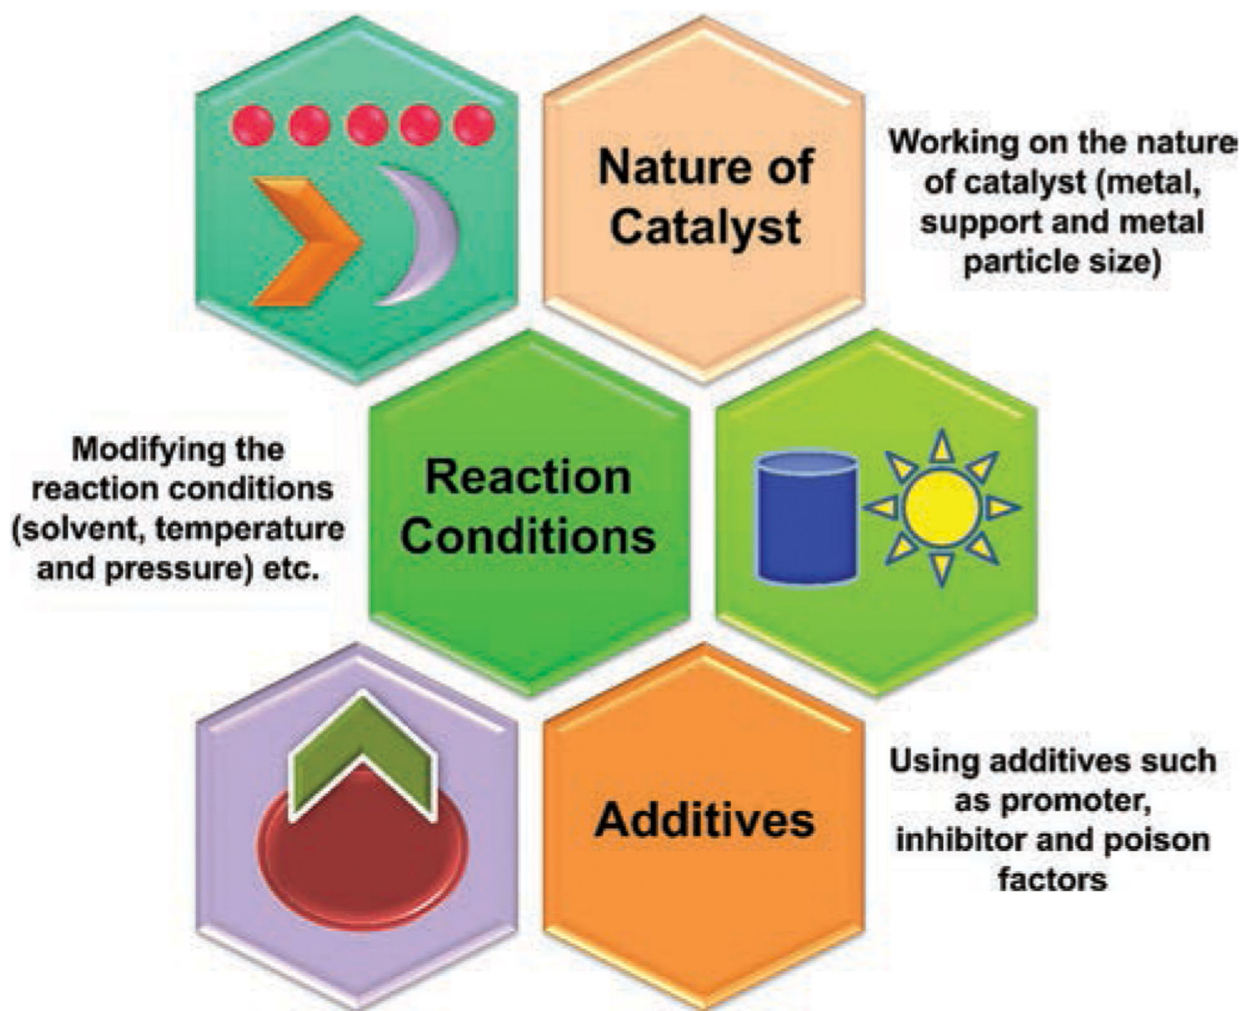 Nature of
Catalyst
Working on the nature
of catalyst (metal,
support and metal
particle size)
Modifying the
reaction conditions
(solvent, temperature
and pressure) etc.
Reaction
Conditions
Additives
Using additives such
as promoter,
inhibitor and poison
factors